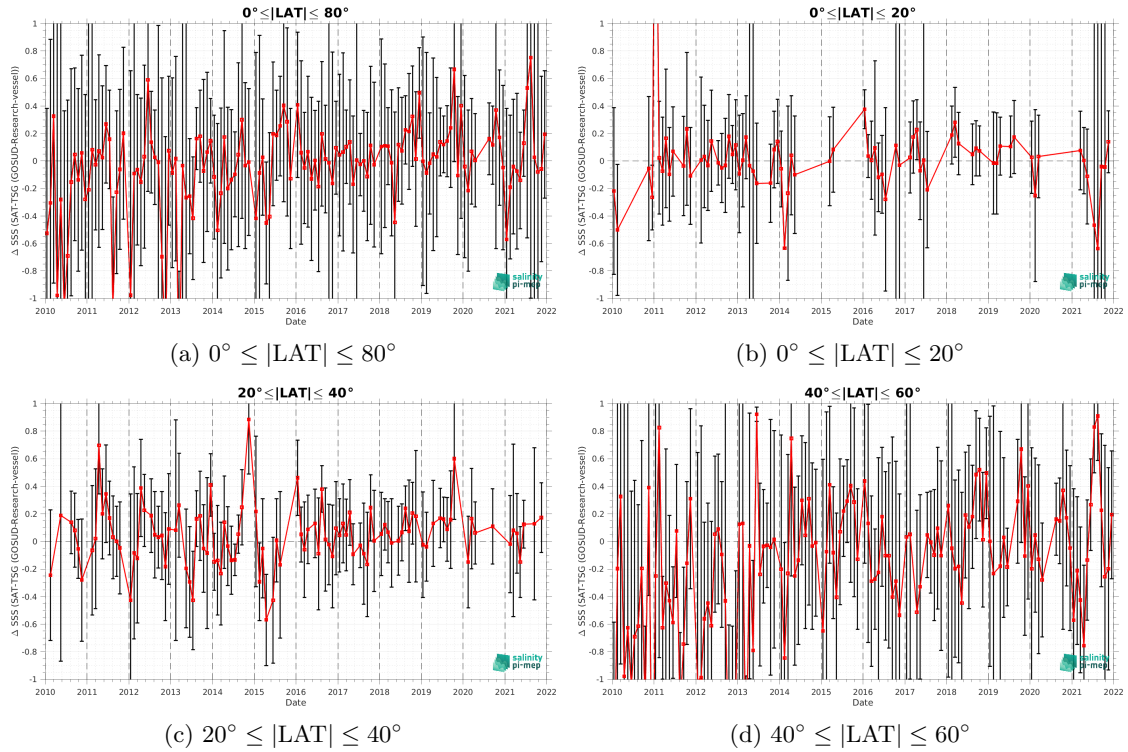 0°≤|LAT|≤ 80°
Δ SSS (SAT-TSG (GOSUD-Research-vessel))
1
0.8
0.6
0.4
0.2
0
-0.2
-0.4
-0.6
-0.8
-1
2010 2011 2012 2013 2014 2015 2016 2017 2018 2019 2020 2021 2022
Date
salinity
pi-mep
(a) 0° ≤ |LAT| ≤ 80°
0°≤|LAT|≤ 20°
Δ SSS (SAT-TSG (GOSUD-Research-vessel))
1
0.8
0.6
0.4
0.2
0
-0.2
-0.4
-0.6
-0.8
-1
2010 2011 2012 2013 2014 2015 2016 2017 2018 2019 2020 2021 2022
Date
salinity
pi-mep
(b) 0° ≤ |LAT| ≤ 20°
20°≤|LAT|≤ 40°
Δ SSS (SAT-TSG (GOSUD-Research-vessel))
1
0.8
0.6
0.4
0.2
0
-0.2
-0.4
-0.6
-0.8
-1
2010 2011 2012 2013 2014 2015 2016 2017 2018 2019 2020 2021 2022
Date
salinity
pi-mep
(c) 20° ≤ |LAT| ≤ 40°
40°≤|LAT|≤ 60°
Δ SSS (SAT-TSG (GOSUD-Research-vessel))
1
0.8
0.6
0.4
0.2
0
-0.2
-0.4
-0.6
-0.8
-1
2010 2011 2012 2013 2014 2015 2016 2017 2018 2019 2020 2021 2022
Date
salinity
pi-mep
(d) 40° ≤ |LAT| ≤ 60°